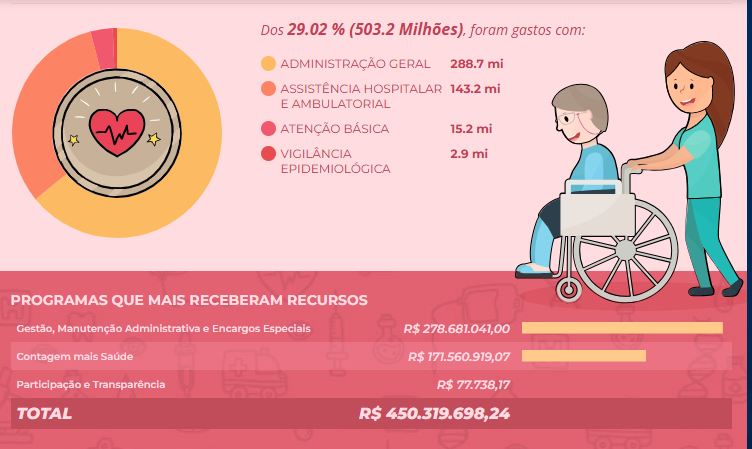 Dos 29.02 % (503.2 Milhões), foram gastos com:
ADMINISTRAÇÃO GERAL 288.7 mi
ASSISTÊNCIA HOSPITALAR 143.2 mi
E AMBULATORIAL
ATENÇÃO BÁSICA 15.2 mi
VIGILÂNCIA 2.9 mi
EPIDEMIOLÓGICA
PROGRAMAS QUE MAIS RECEBERAM RECURSOS
Gestão, Manutenção Administrativa e Encargos Especiais R$ 278.681.041,00
Contagem mais Saúde R$ 171.560.919,07
Participação e Transparência R$ 77.738,17
TOTAL R$ 450.319.698,24